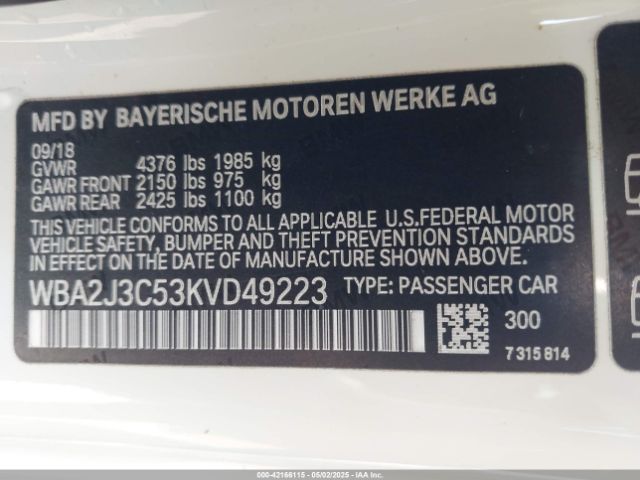 MFD BY BAYERISCHE MOTOREN WERKE AG
09/18
GVWR 4376 lbs 1985 kg
GAWR FRONT 2150 lbs 975 kg
GAWR REAR 2425 lbs 1100 kg
THIS VEHICLE CONFORMS TO ALL APPLICABLE U.S.FEDERAL MOTOR
VEHICLE SAFETY, BUMPER AND THEFT PREVENTION STANDARDS
IN EFFECT ON THE DATE OF MANUFACTURE SHOWN ABOVE.
WBA2J3C53KVD49223 TYPE: PASSENGER CAR
300
7 315 814
000-42166115 - 05/02/2025 - IAAI Inc.